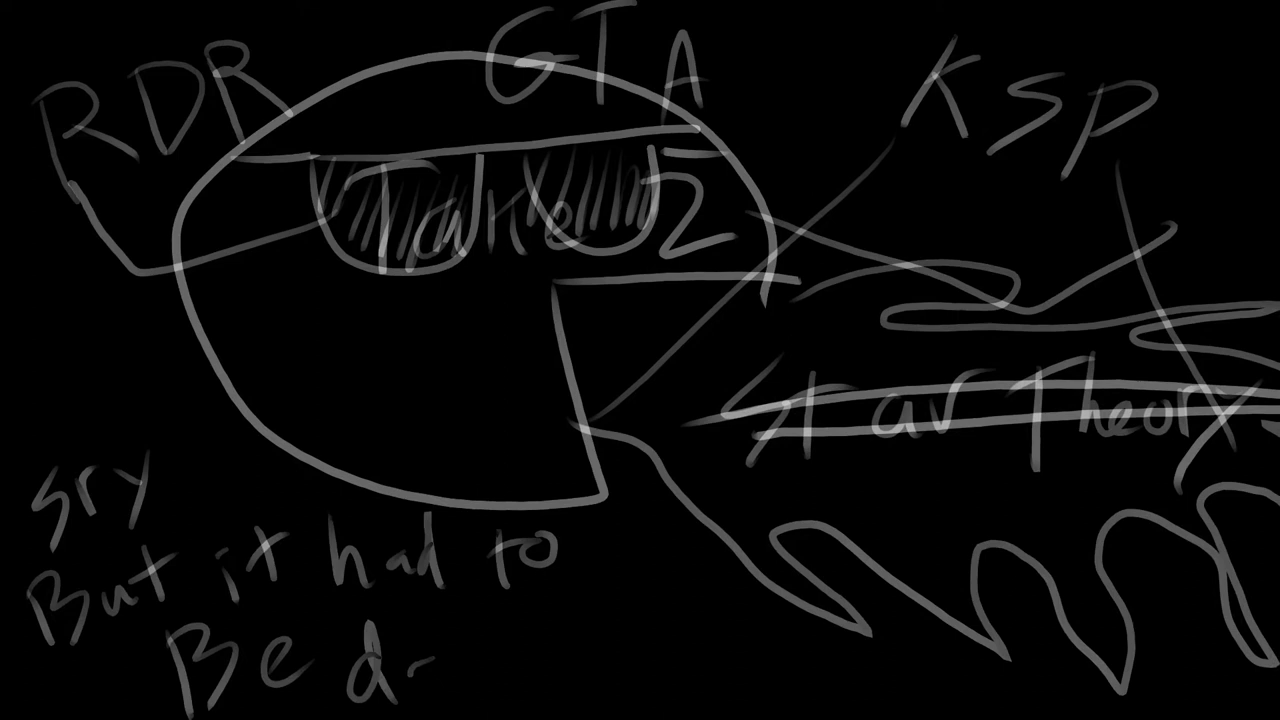 RDR GTA KSP
Take 2
Star Theory
sry
But it had to
Be d